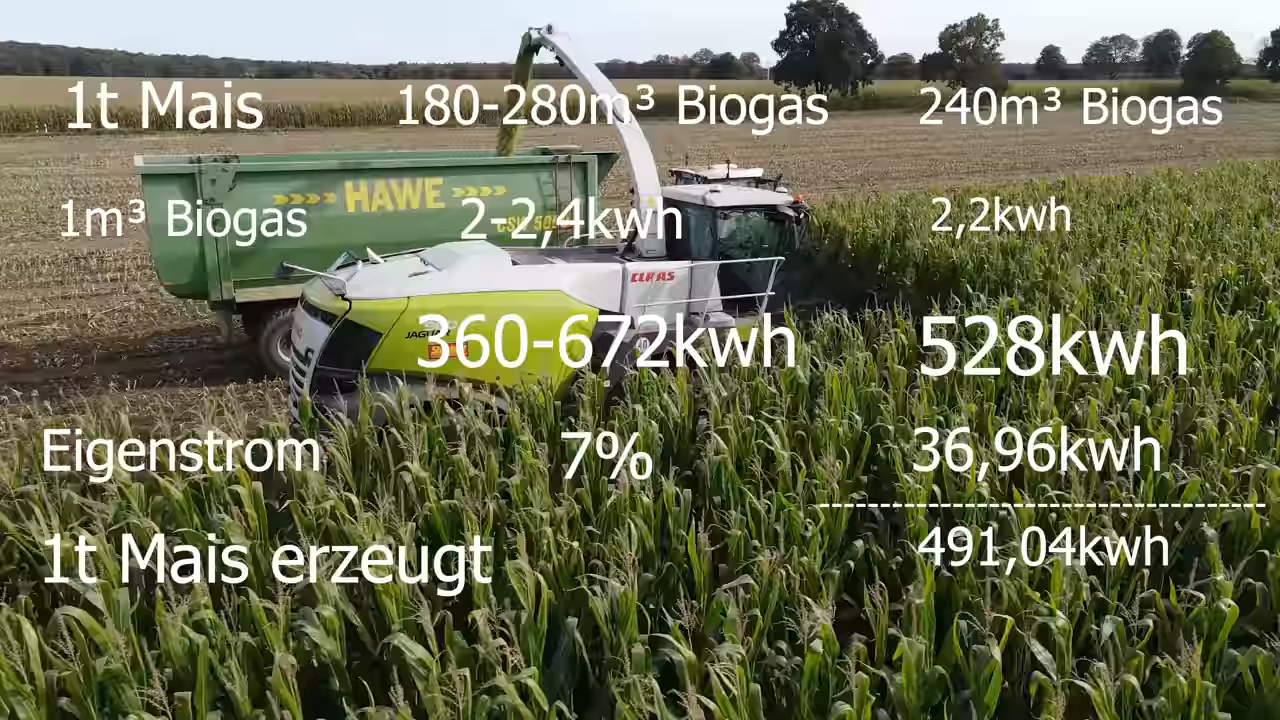 1t Mais 180-280m³ Biogas 240m³ Biogas
HAWE
1m³ Biogas 2-2,4kwh 2,2kwh
CLAAS
JAGUAR
360-672kwh 528kwh
Eigenstrom 7% 36,96kwh
1t Mais erzeugt 491,04kwh